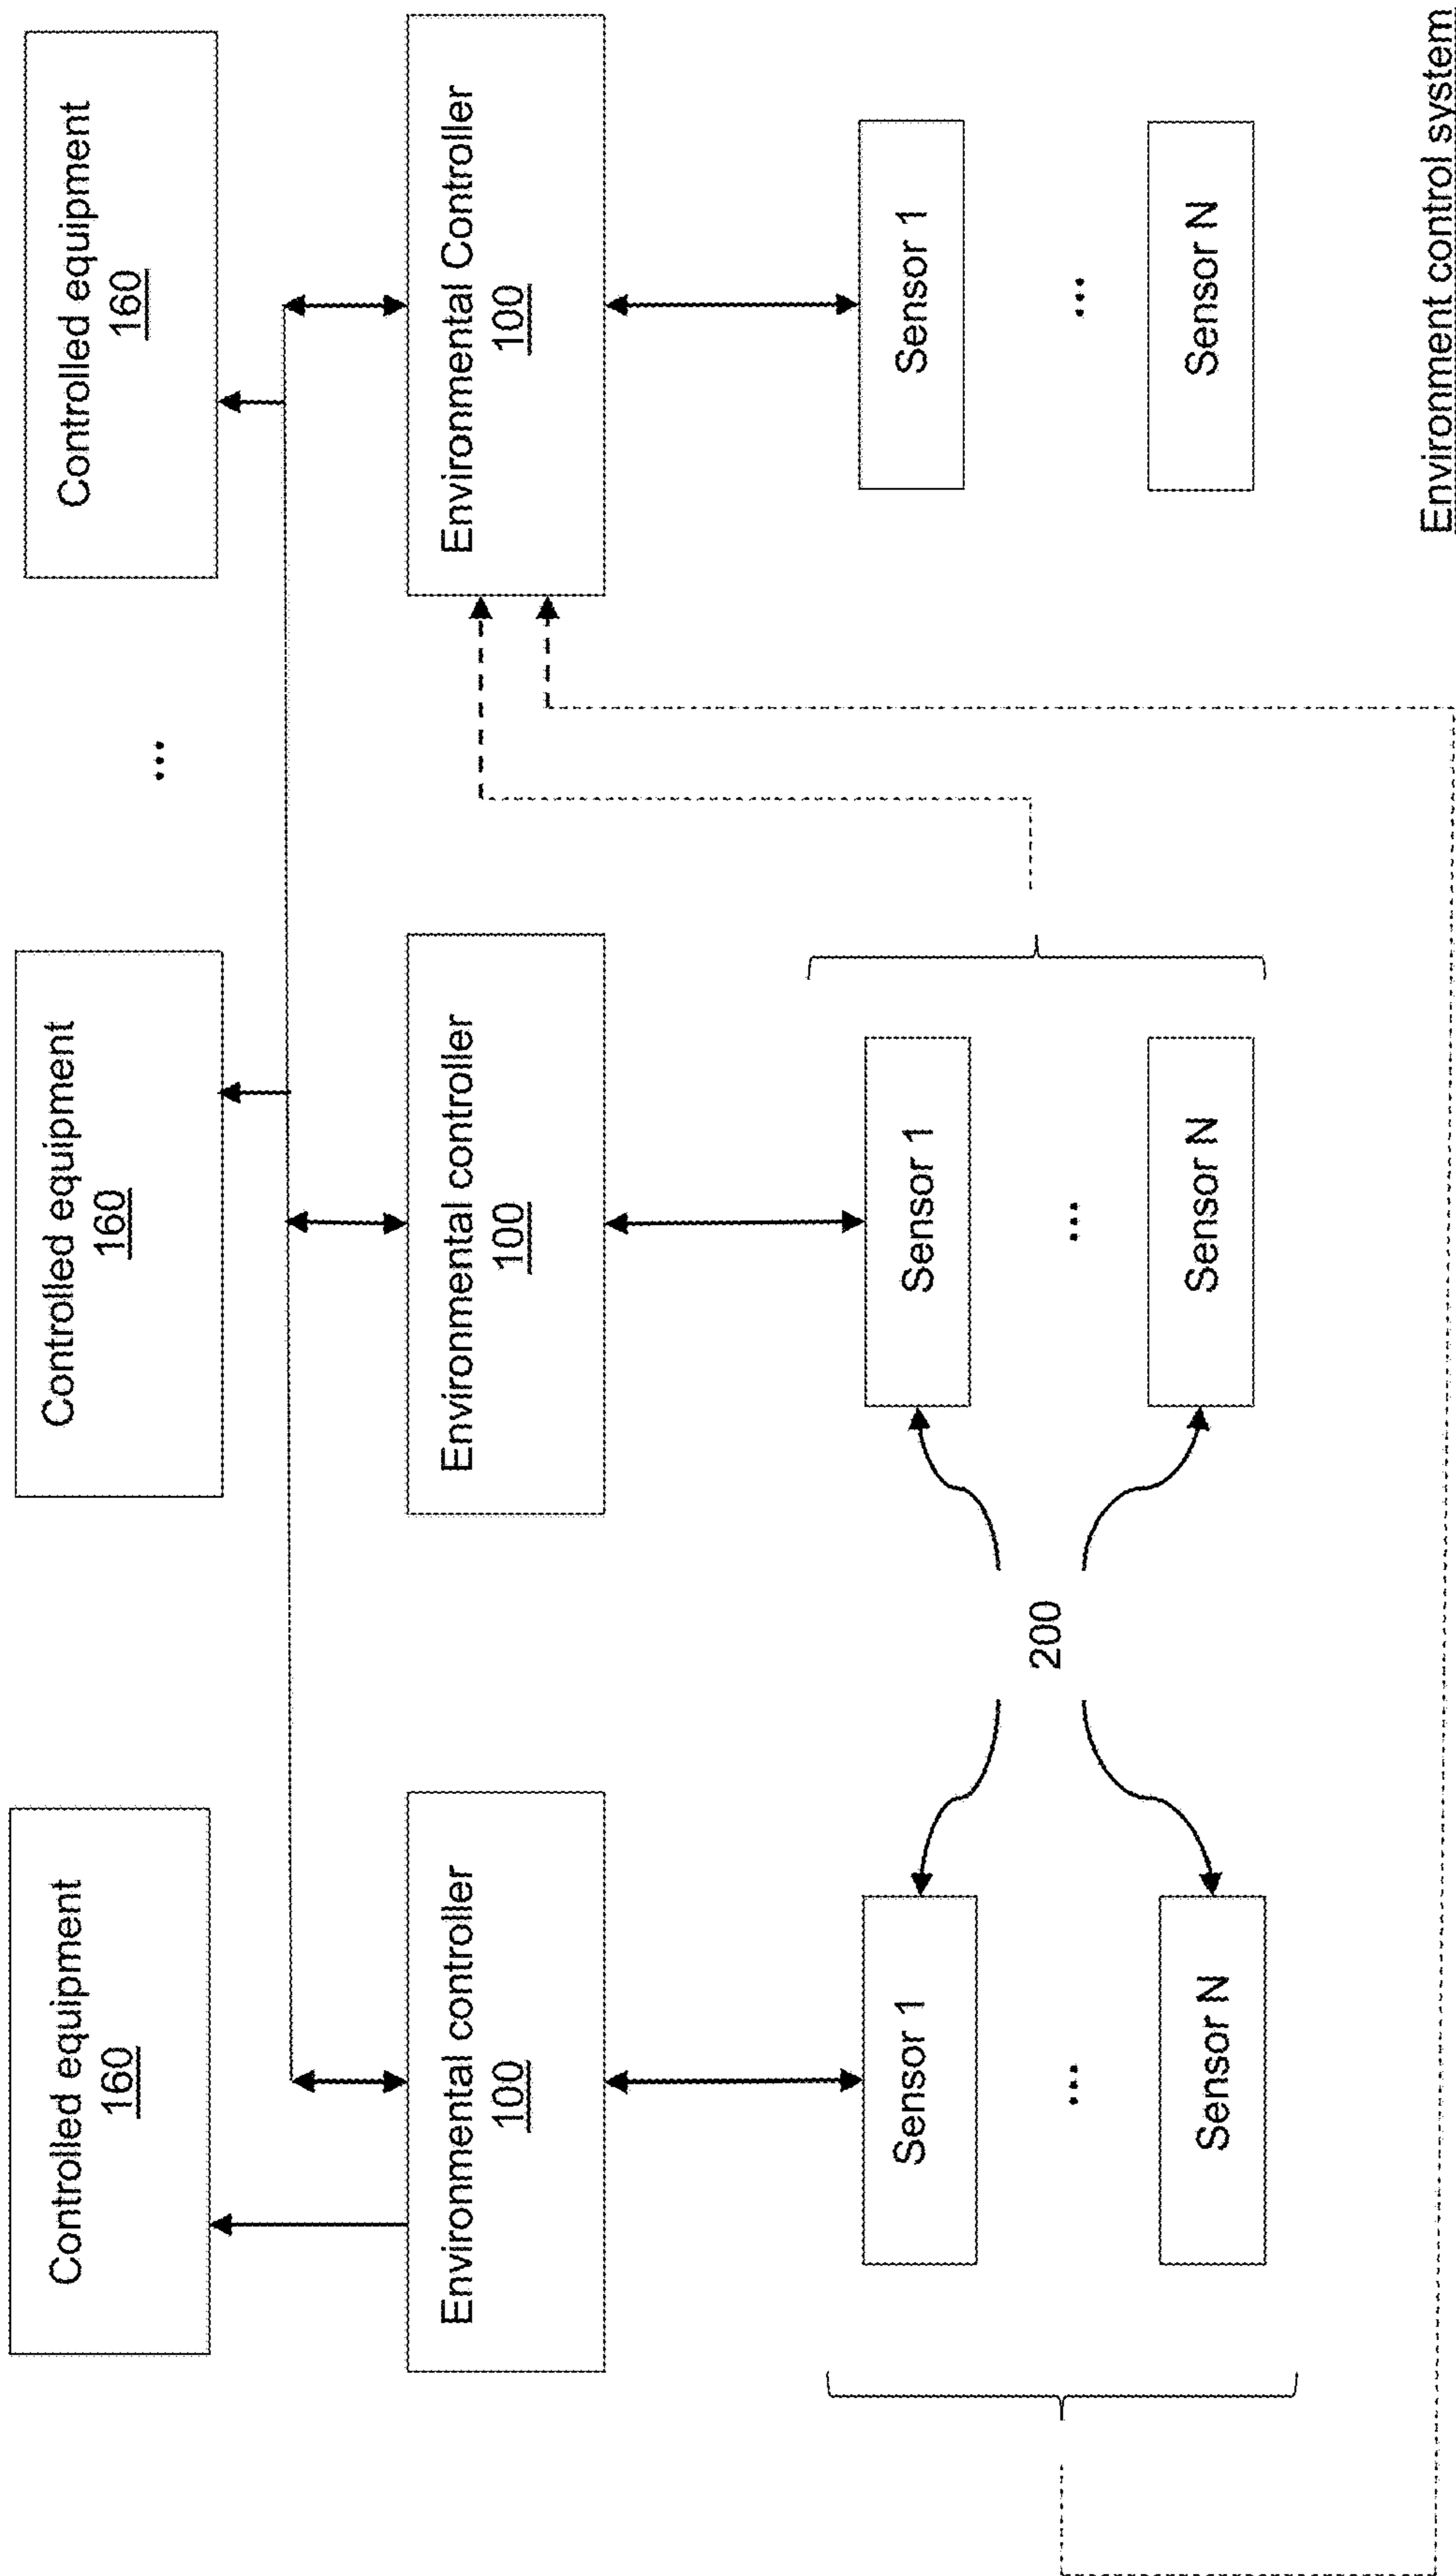 Controlled equipment
160
Controlled equipment
160
...
Controlled equipment
160
Environmental controller
100
Environmental controller
100
Environmental Controller
100
Sensor 1
Sensor 1
Sensor 1
...
200
...
...
Sensor N
Sensor N
Sensor N
Environment control system